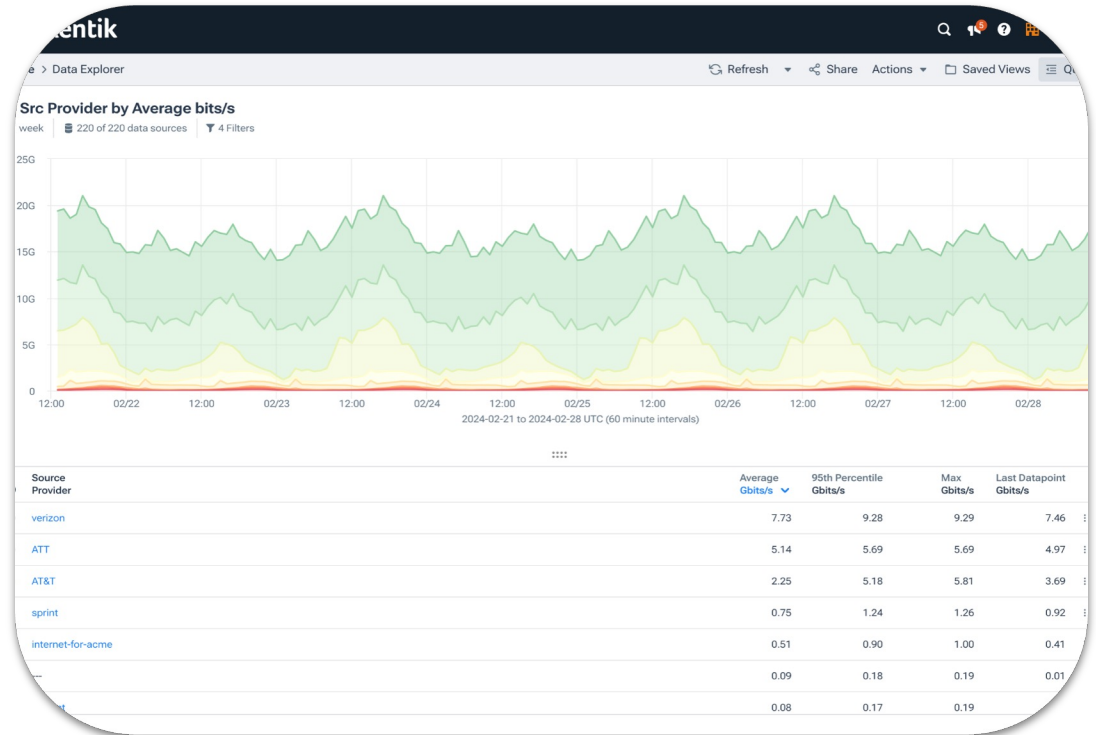 entik
5
?
> Data Explorer
Refresh
Share
Actions
Saved Views
Src Provider by Average bits/s
week
220 of 220 data sources
4 Filters
25G
20G
15G
10G
5G
0
12:00 02/22 12:00 02/23 12:00 02/24 12:00 02/25 12:00 02/26 12:00 02/27 12:00 02/28
2024-02-21 to 2024-02-28 UTC (60 minute intervals)
Source Provider
Average Gbits/s
95th Percentile Gbits/s
Max Gbits/s
Last Datapoint Gbits/s
verizon 7.73 9.28 9.29 7.46
ATT 5.14 5.69 5.69 4.97
AT&T 2.25 5.18 5.81 3.69
sprint 0.75 1.24 1.26 0.92
internet-for-acme 0.51 0.90 1.00 0.41
--- 0.09 0.18 0.19 0.01
0.08 0.17 0.19